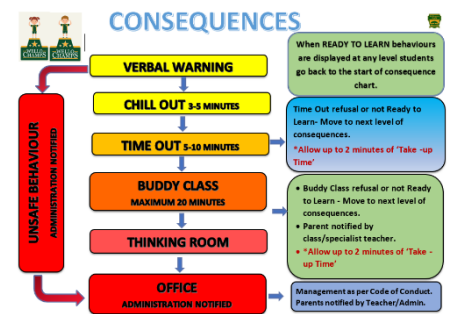 CONSEQUENCES
VERBAL WARNING
CHILL OUT 3-5 MINUTES
TIME OUT 5-10 MINUTES
BUDDY CLASS
MAXIMUM 20 MINUTES
THINKING ROOM
OFFICE
ADMINISTRATION NOTIFIED
UNSAFE BEHAVIOUR
ADMINISTRATION NOTIFIED
When READY TO LEARN behaviours
are displayed at any level students
go back to the start of consequence
chart.
Time Out refusal or not Ready to
Learn- Move to next level of
consequences.
*Allow up to 2 minutes of 'Take -up
Time'
• Buddy Class refusal or not Ready
to Learn - Move to next level of
consequences.
• Parent notified by
class/specialist teacher.
• *Allow up to 2 minutes of 'Take -
up Time'
Management as per Code of Conduct.
Parents notified by Teacher/Admin.